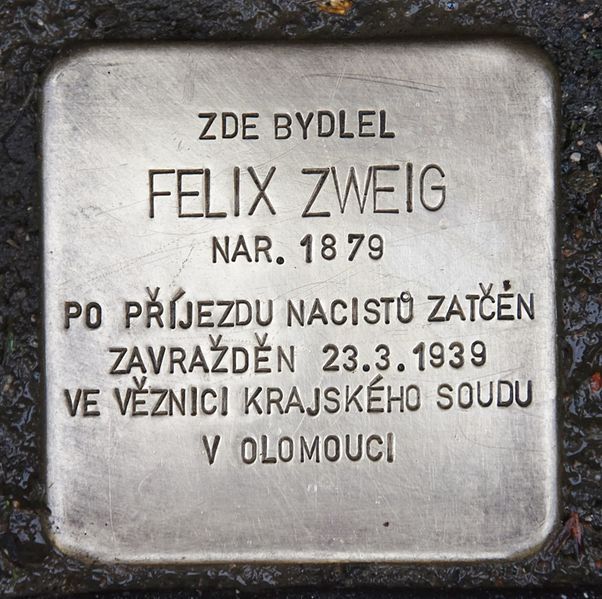 ZDE BYDLEL
FELIX ZWEIG
NAR. 1879
PO PŘÍJEZDU NACISTŮ ZATČEN
ZAVRAŽDĚN 23.3.1939
VE VĚZNICI KRAJSKÉHO SOUDU
V OLOMOUCI